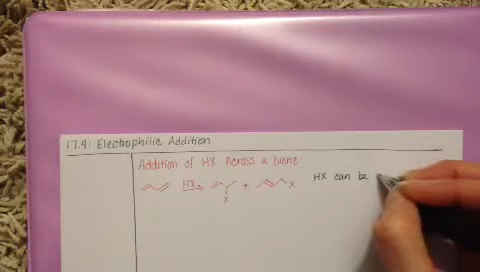 17.4: Electrophilic Addition
Addition of HX Across a Diene:
HX
X
+
X
HX can be